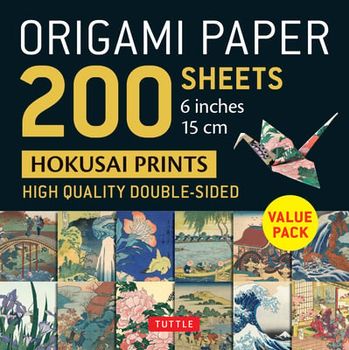 ORIGAMI PAPER
200 SHEETS
6 inches
15 cm
HOKUSAI PRINTS
HIGH QUALITY DOUBLE-SIDED
VALUE
PACK
TUTTLE